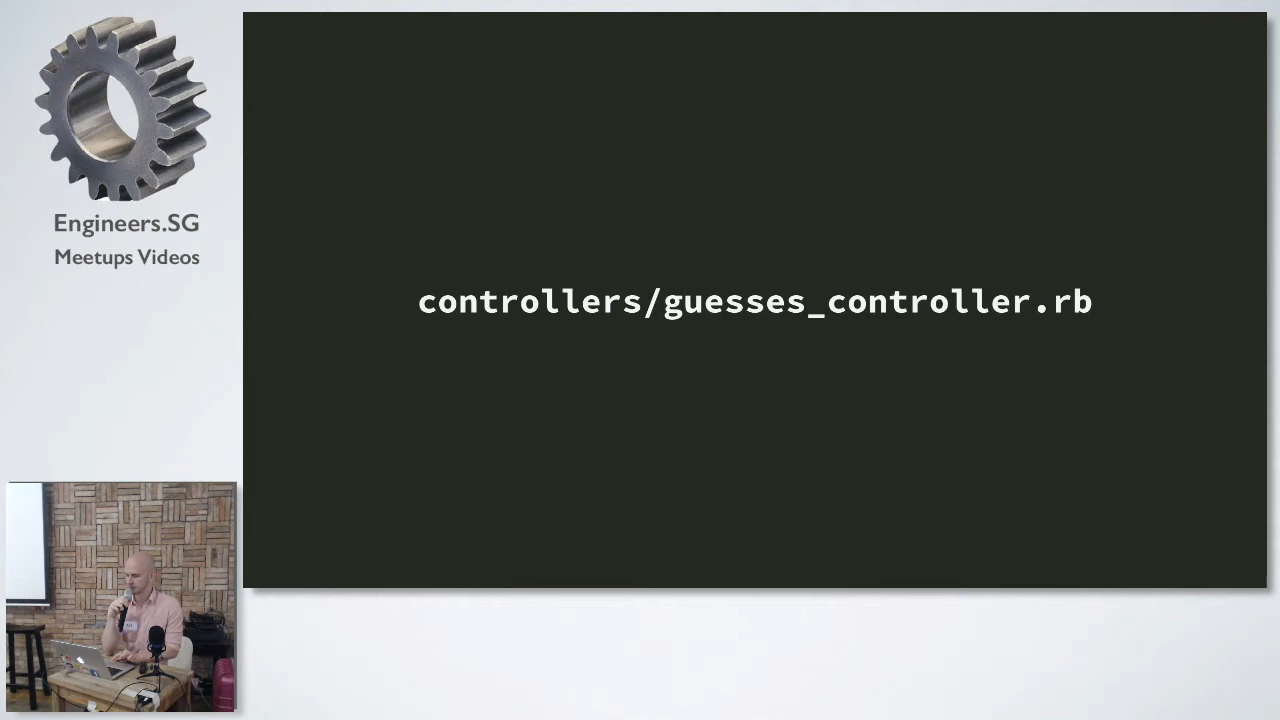 Engineers.SG
Meetups Videos
controllers/guesses_controller.rb